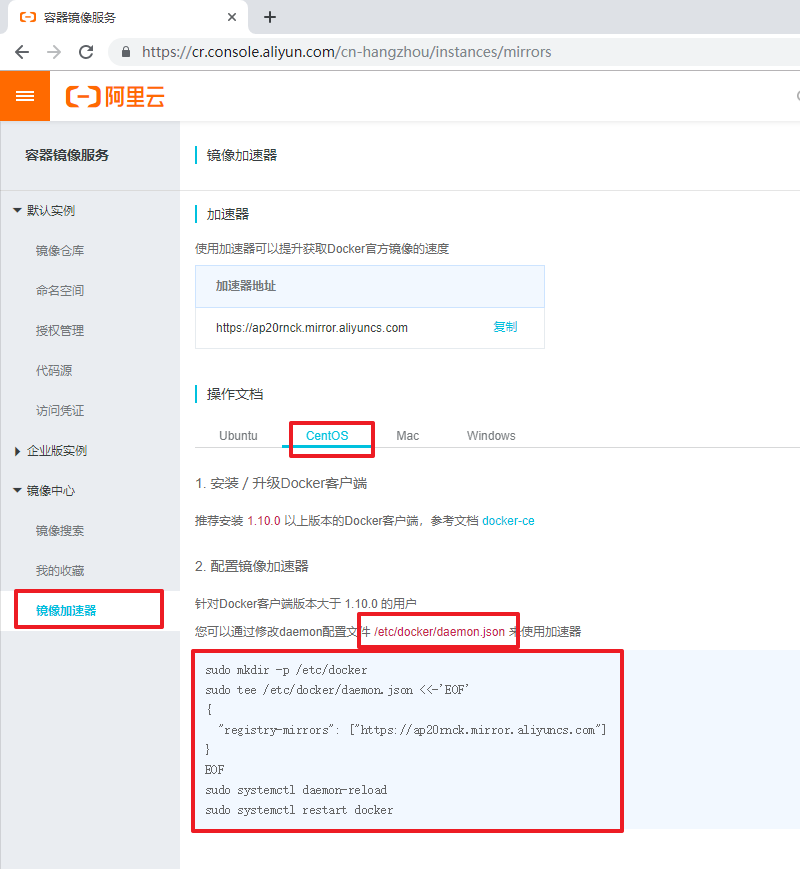 容器镜像服务
https://cr.console.aliyun.com/cn-hangzhou/instances/mirrors
阿里云
容器镜像服务
默认实例
镜像仓库
命名空间
授权管理
代码源
访问凭证
企业版实例
镜像中心
镜像搜索
我的收藏
镜像加速器
镜像加速器
加速器
使用加速器可以提升获取Docker官方镜像的速度
加速器地址
https://ap20rnck.mirror.aliyuncs.com 复制
操作文档
Ubuntu CentOS Mac Windows
1. 安装 / 升级Docker客户端
推荐安装 1.10.0 以上版本的Docker客户端，参考文档 docker-ce
2. 配置镜像加速器
针对Docker客户端版本大于 1.10.0 的用户
您可以通过修改daemon配置文件 /etc/docker/daemon.json 来使用加速器
sudo mkdir -p /etc/docker
sudo tee /etc/docker/daemon.json <<-'EOF'
{
"registry-mirrors": ["https://ap20rnck.mirror.aliyuncs.com"]
}
EOF
sudo systemctl daemon-reload
sudo systemctl restart docker